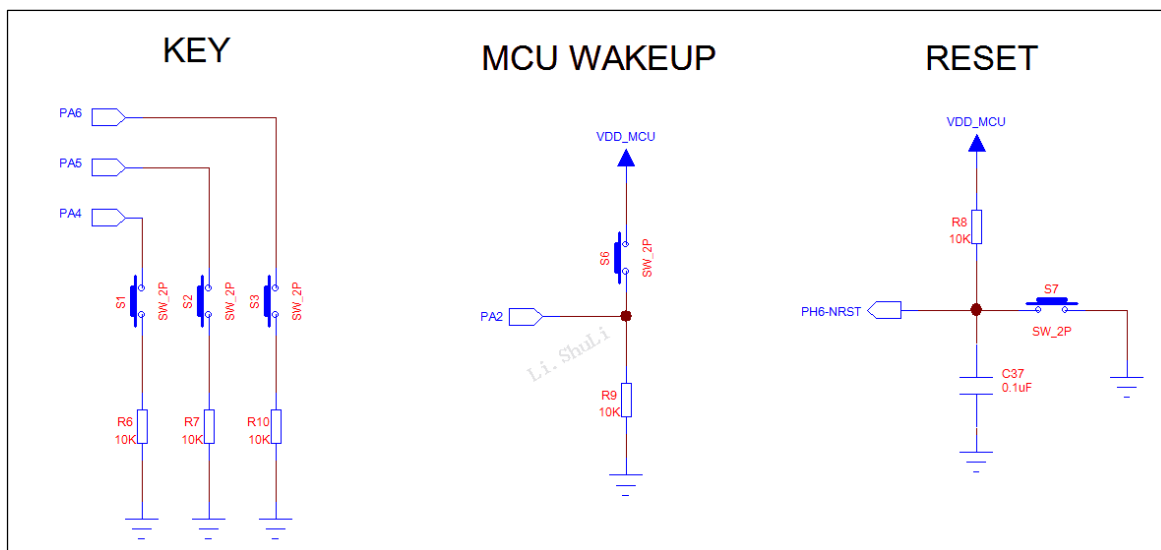 KEY
PA6
PA5
PA4
S1
SW_2P
S2
SW_2P
S3
SW_2P
R6
10K
R7
10K
R10
10K
MCU WAKEUP
VDD_MCU
S6
SW_2P
PA2
Li.ShuLi
R9
10K
RESET
VDD_MCU
R8
10K
PH6-NRST
S7
SW_2P
C37
0.1uF